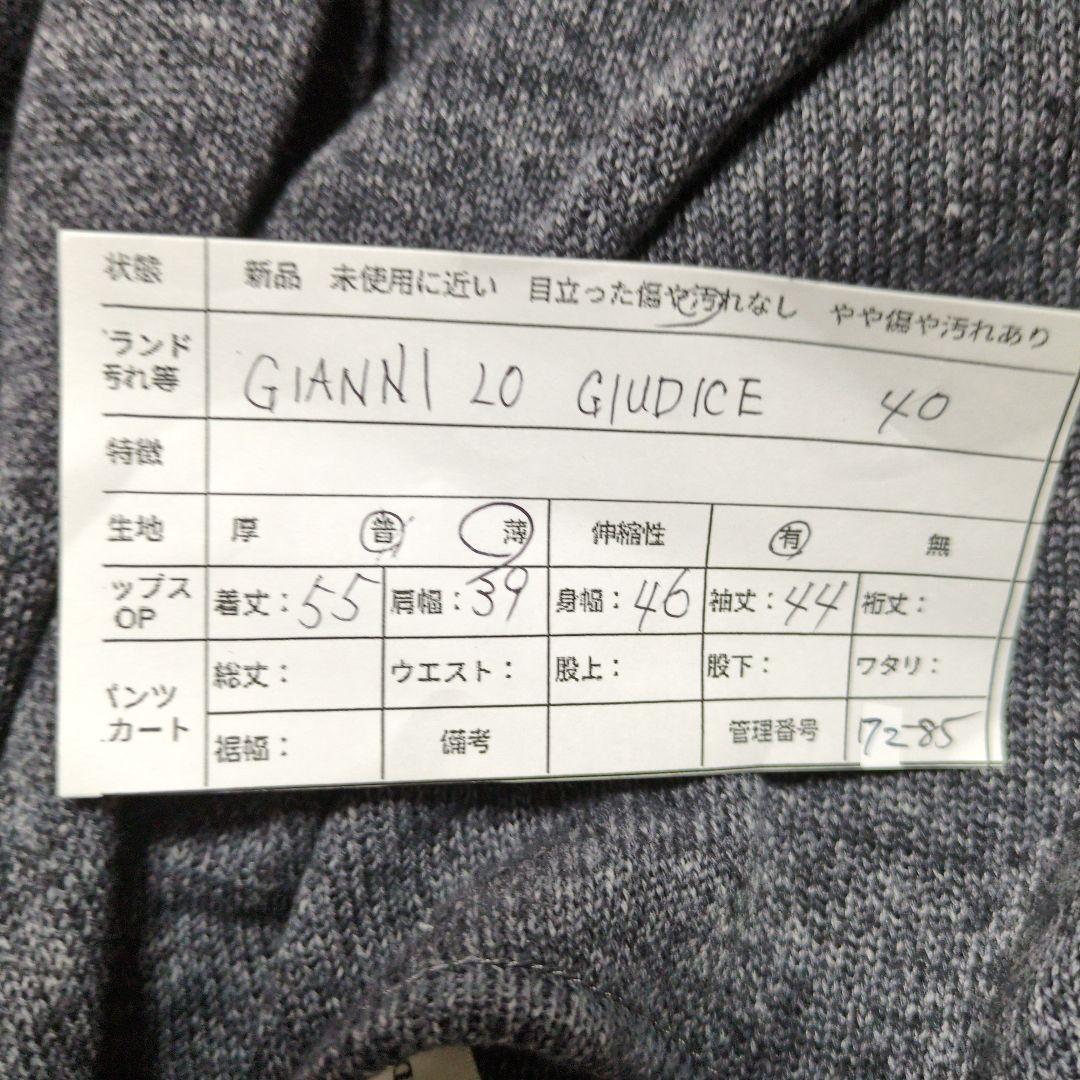 状態 新品 未使用に近い 目立った傷や汚れなし やや傷や汚れあり
ランド GIANNI LO GIUDICE 40
汚れ等
特徴
生地 厚 普 薄 伸縮性 有 無
ップス 着丈：55 肩幅：39 身幅：46 袖丈：44 裄丈：
OP
総丈： ウエスト： 股上： 股下： ワタリ：
パンツ
カート 裾幅： 備考 管理番号 72-85